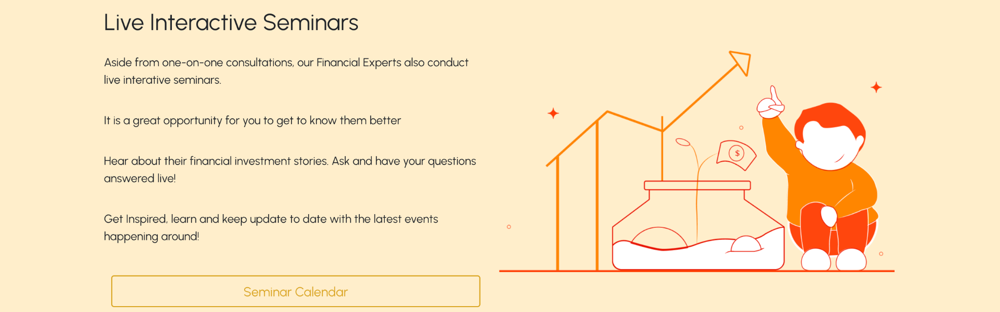 Live Interactive Seminars
Aside from one-on-one consultations, our Financial Experts also conduct
live interative seminars.
It is a great opportunity for you to get to know them better
Hear about their financial investment stories. Ask and have your questions
answered live!
Get Inspired, learn and keep update to date with the latest events
happening around!
Seminar Calendar
$